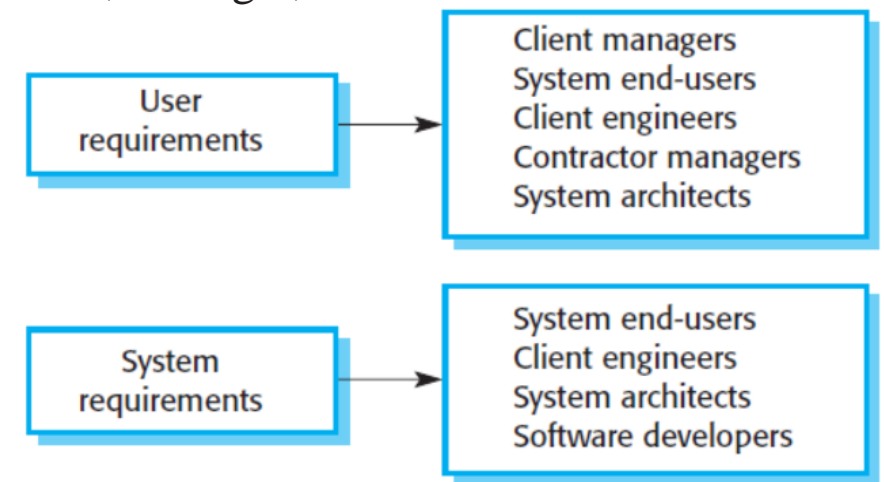 User
requirements
Client managers
System end-users
Client engineers
Contractor managers
System architects
System
requirements
System end-users
Client engineers
System architects
Software developers